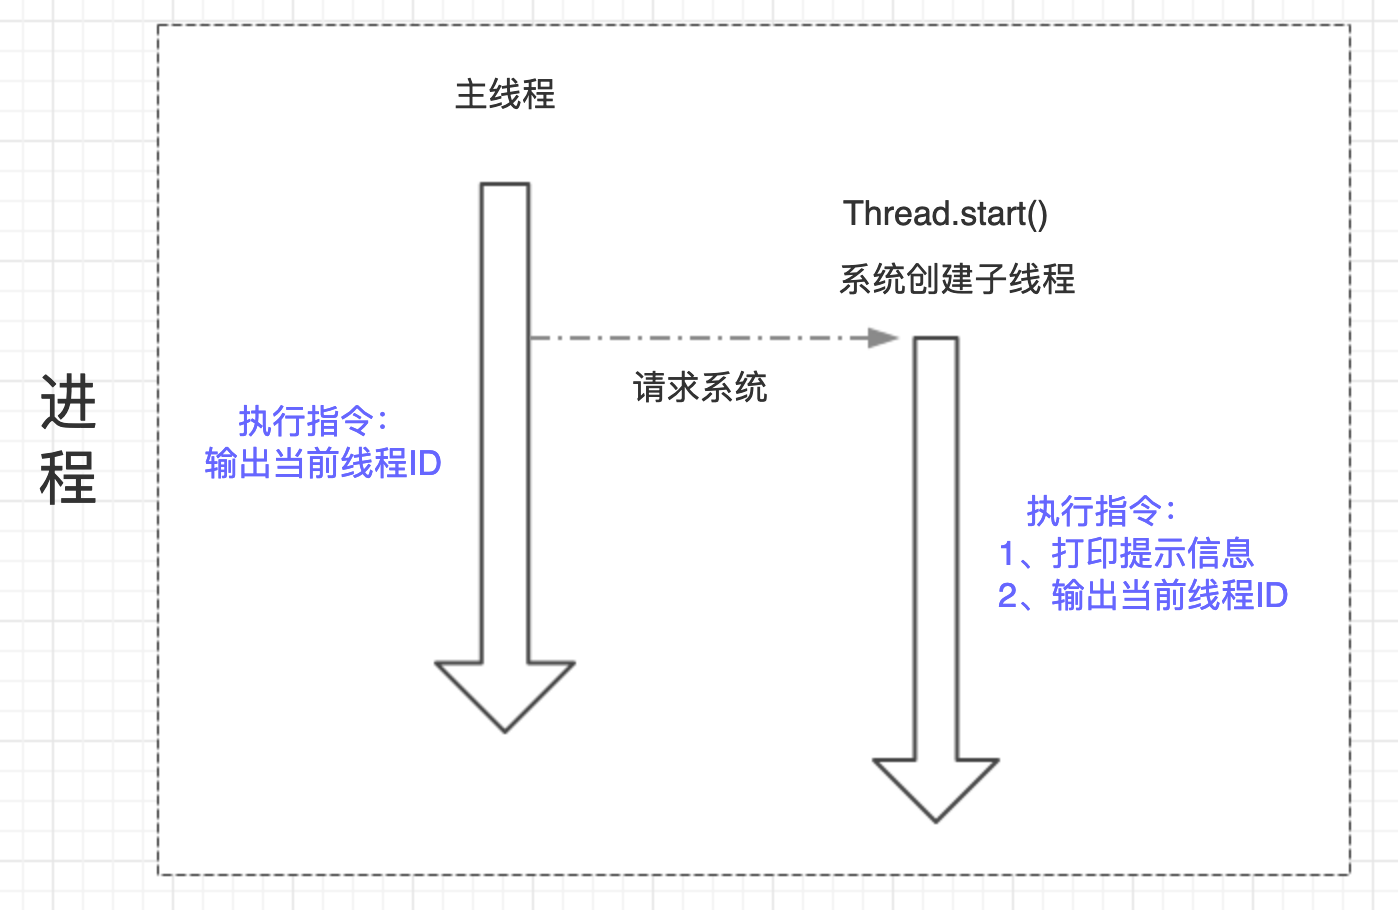 主线程
Thread.start()
系统创建子线程
请求系统
进
程
执行指令：
输出当前线程ID
执行指令：
1、打印提示信息
2、输出当前线程ID